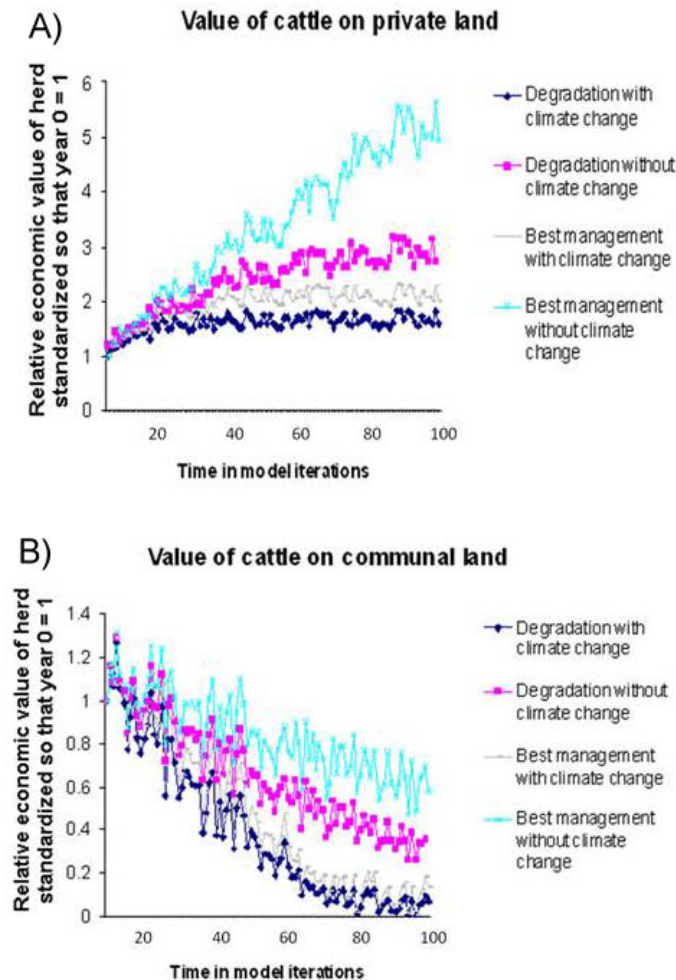 A)
Value of cattle on private land
Relative economic value of herd
standardized so that year 0 = 1
6
5
4
3
2
1
0
20 40 60 80 100
Time in model iterations
Degradation with
climate change
Degradation without
climate change
Best management
with climate change
Best management
without climate
change
B)
Value of cattle on communal land
Relative economic value of herd
standardized so that year 0 = 1
1.4
1.2
1
0.8
0.6
0.4
0.2
0
20 40 60 80 100
Time in model iterations
Degradation with
climate change
Degradation without
climate change
Best management
with climate change
Best management
without climate
change